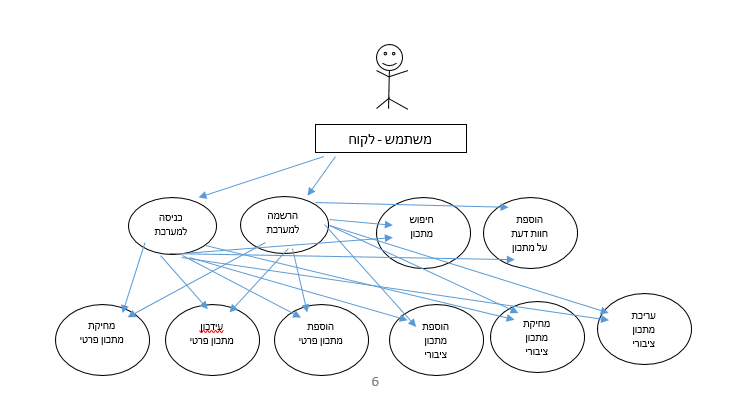 משתמש - לקוח
כניסה
למערכת
הרשמה
למערכת
חיפוש
מתכון
הוספת
חוות דעת
על מתכון
מחיקת
מתכון פרטי
עידכון
מתכון פרטי
הוספת
מתכון פרטי
הוספת
מתכון
ציבורי
מחיקת
מתכון
ציבורי
עריכת
מתכון
ציבורי
6